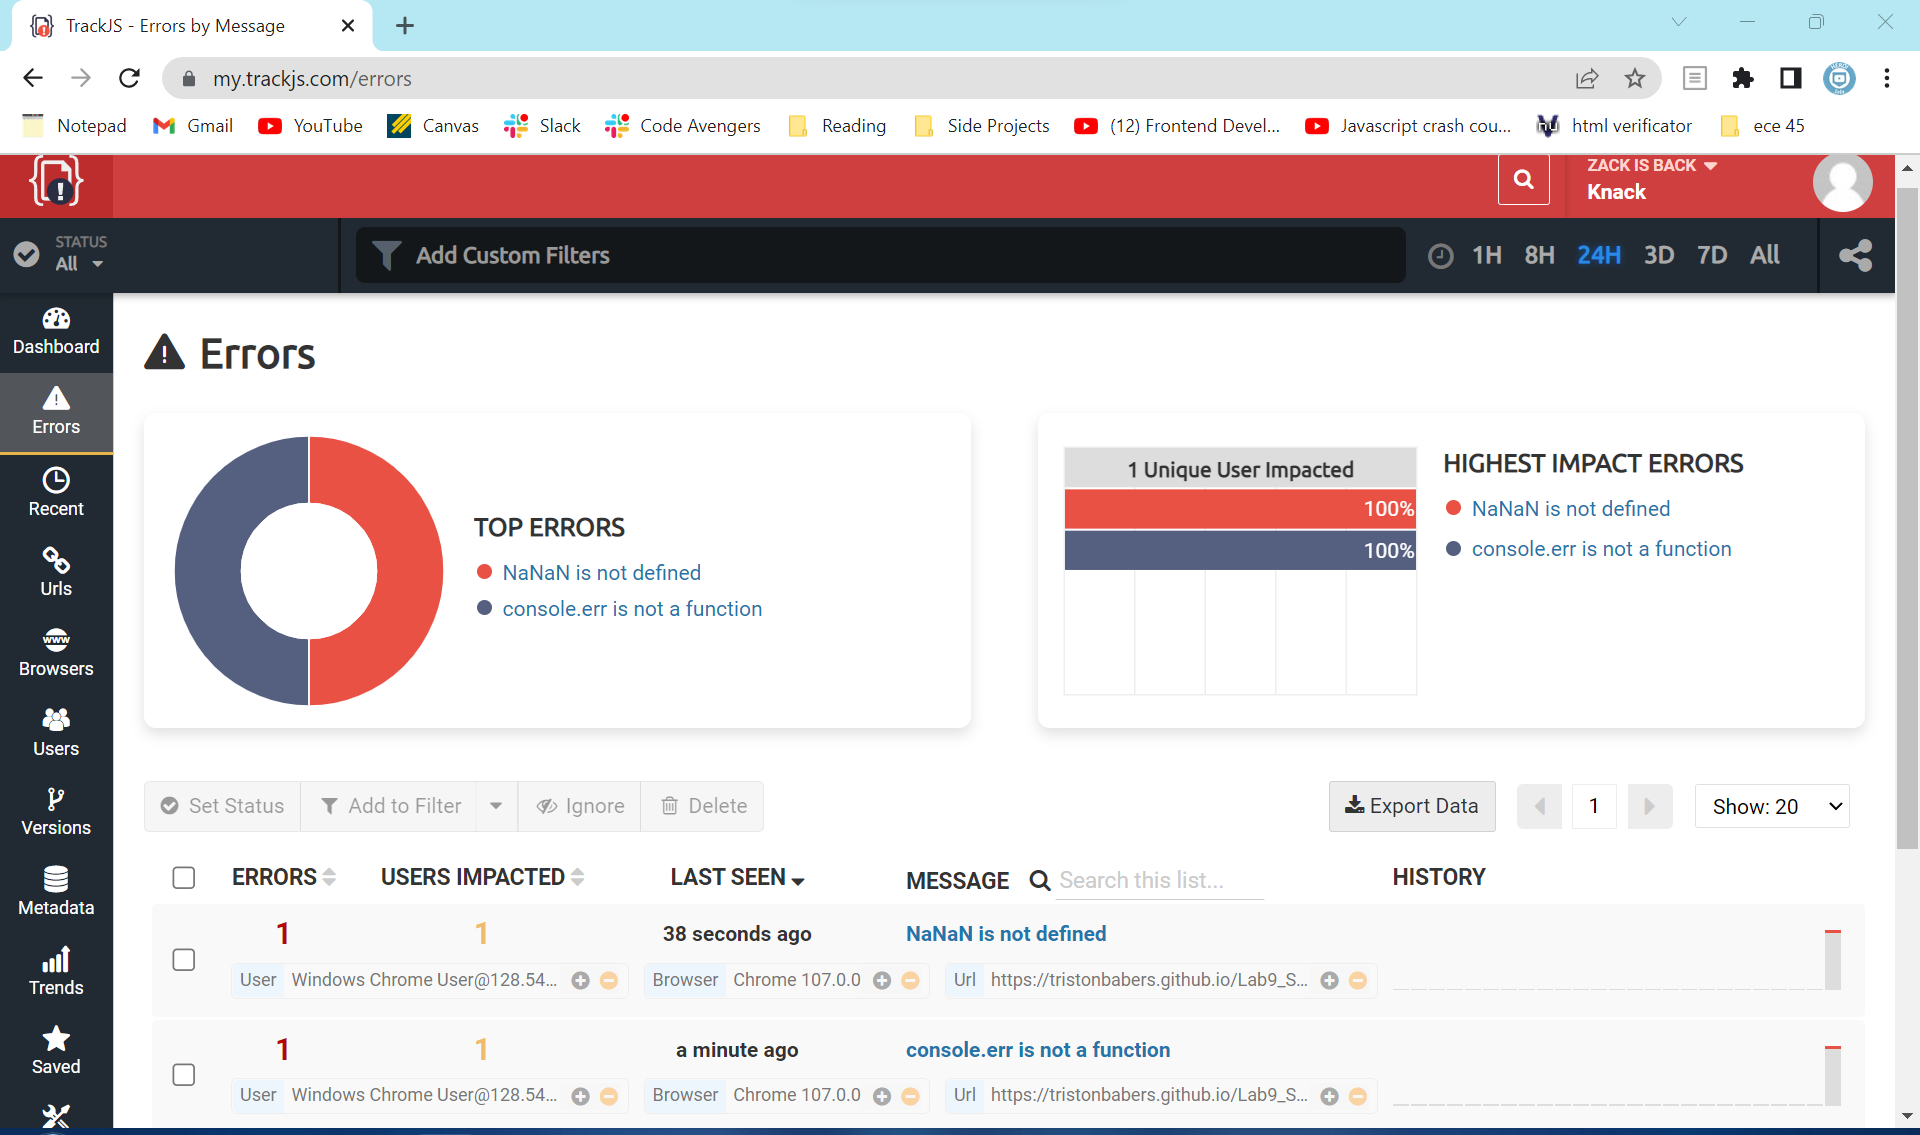 TrackJS - Errors by Message
my.trackjs.com/errors
Notepad Gmail YouTube Canvas Slack Code Avengers Reading Side Projects (12) Frontend Devel... Javascript crash cou... html verificator ece 45
ZACK IS BACK
Knack
STATUS
All
Add Custom Filters
1H 8H 24H 3D 7D All
Dashboard
Errors
Recent
Urls
www
Browsers
Users
Versions
Metadata
Trends
Saved
Errors
TOP ERRORS
NaNaN is not defined
console.err is not a function
1 Unique User Impacted
100%
100%
HIGHEST IMPACT ERRORS
NaNaN is not defined
console.err is not a function
Set Status Add to Filter Ignore Delete
Export Data 1 Show: 20
ERRORS USERS IMPACTED LAST SEEN MESSAGE Search this list... HISTORY
1 1 38 seconds ago NaNaN is not defined
User Windows Chrome User@128.54... Browser Chrome 107.0.0 Url https://tristonbabers.github.io/Lab9_S...
1 1 a minute ago console.err is not a function
User Windows Chrome User@128.54... Browser Chrome 107.0.0 Url https://tristonbabers.github.io/Lab9_S...